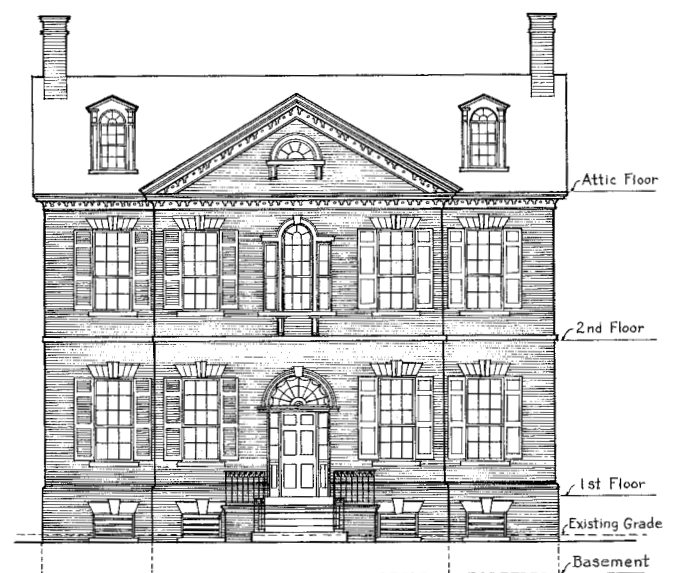 Attic Floor
2nd Floor
1st Floor
Existing Grade
Basement